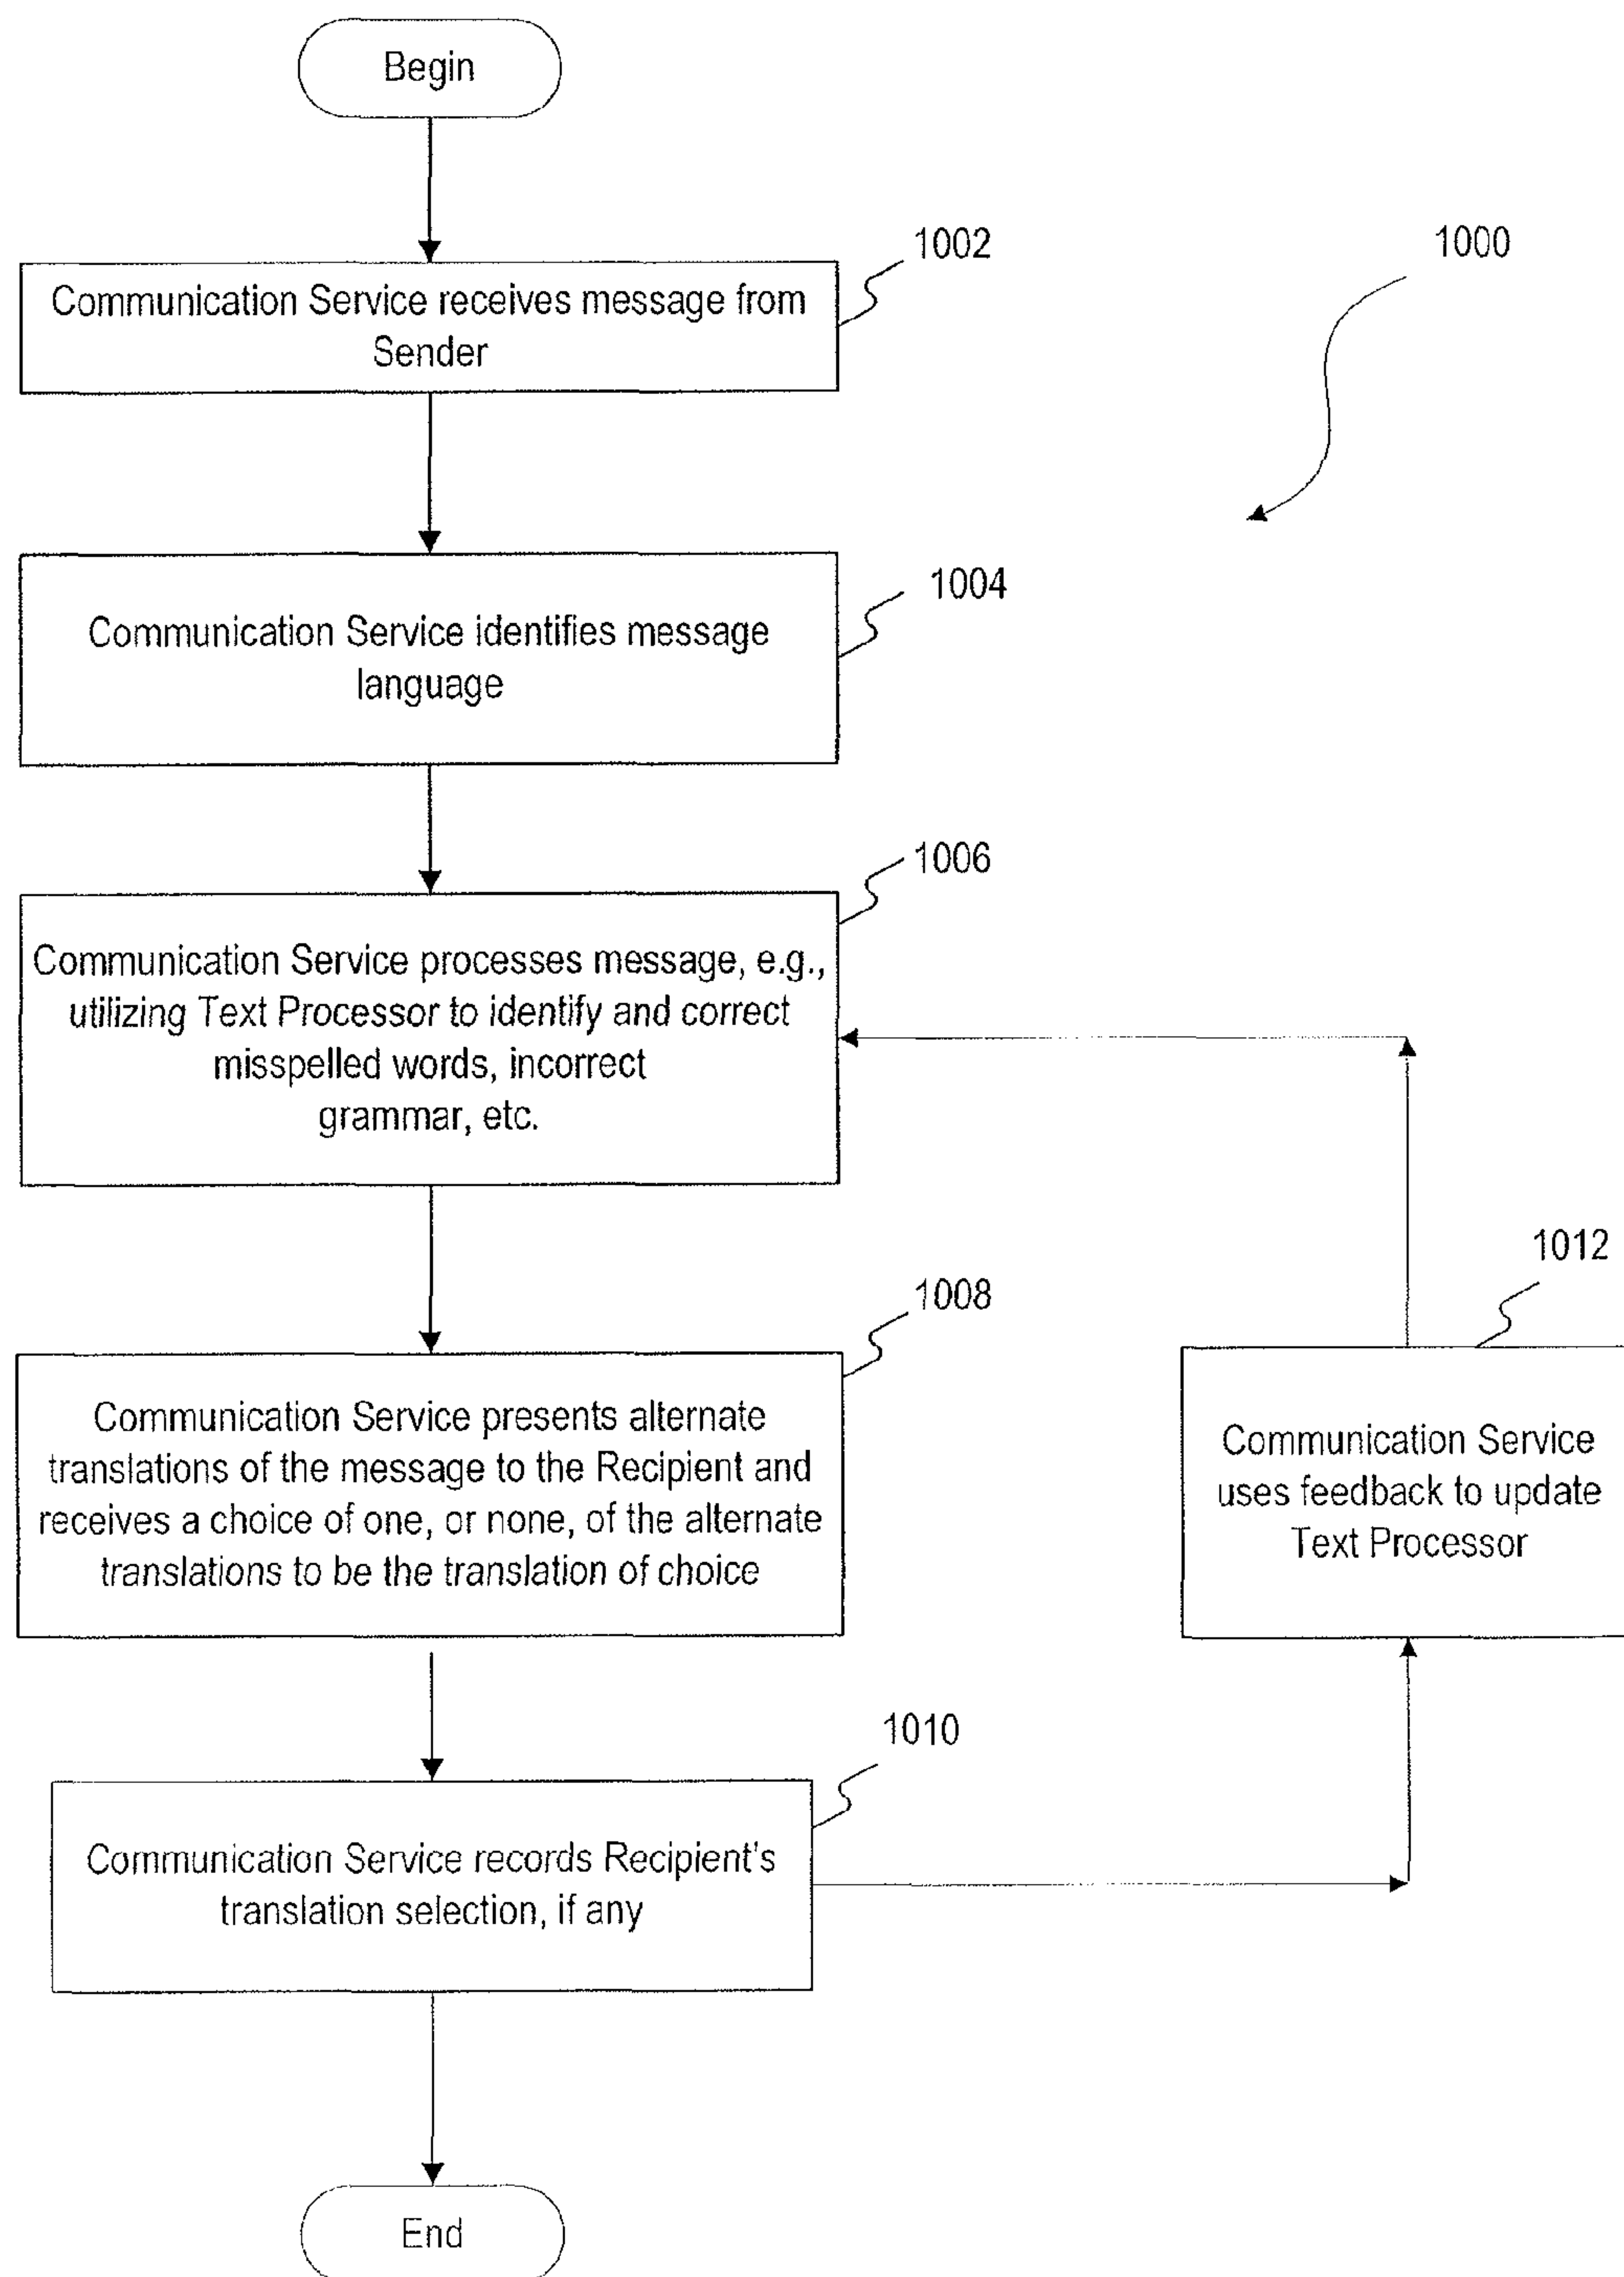 Begin
1002
1000
Communication Service receives message from
Sender
1004
Communication Service identifies message
language
1006
Communication Service processes message, e.g.,
utilizing Text Processor to identify and correct
misspelled words, incorrect
grammar, etc.
1012
1008
Communication Service presents alternate
translations of the message to the Recipient and
receives a choice of one, or none, of the alternate
translations to be the translation of choice
Communication Service
uses feedback to update
Text Processor
1010
Communication Service records Recipient's
translation selection, if any
End